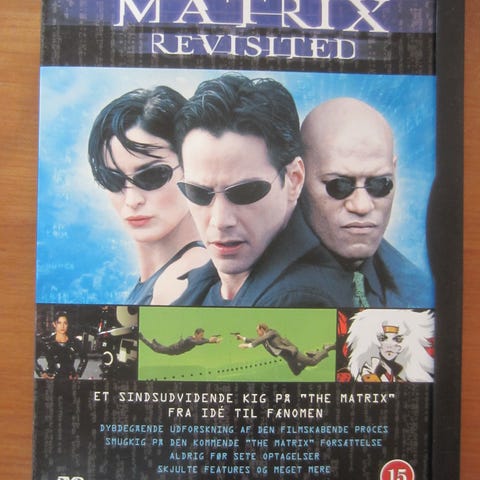 MATRIX
REVISITED
ET SINDSUDVIDENDE KIG PÅ "THE MATRIX"
FRA IDÉ TIL FÆNOMEN
DYBDEGÅENDE UDFORSKNING AF DEN FILMSKABENDE PROCES
SMUGKIG PÅ DEN KOMMENDE "THE MATRIX" FORSÆTTELSE
ALDRIG FØR SETE OPTAGELSER
SKJULTE FEATURES OG MEGET MERE
15